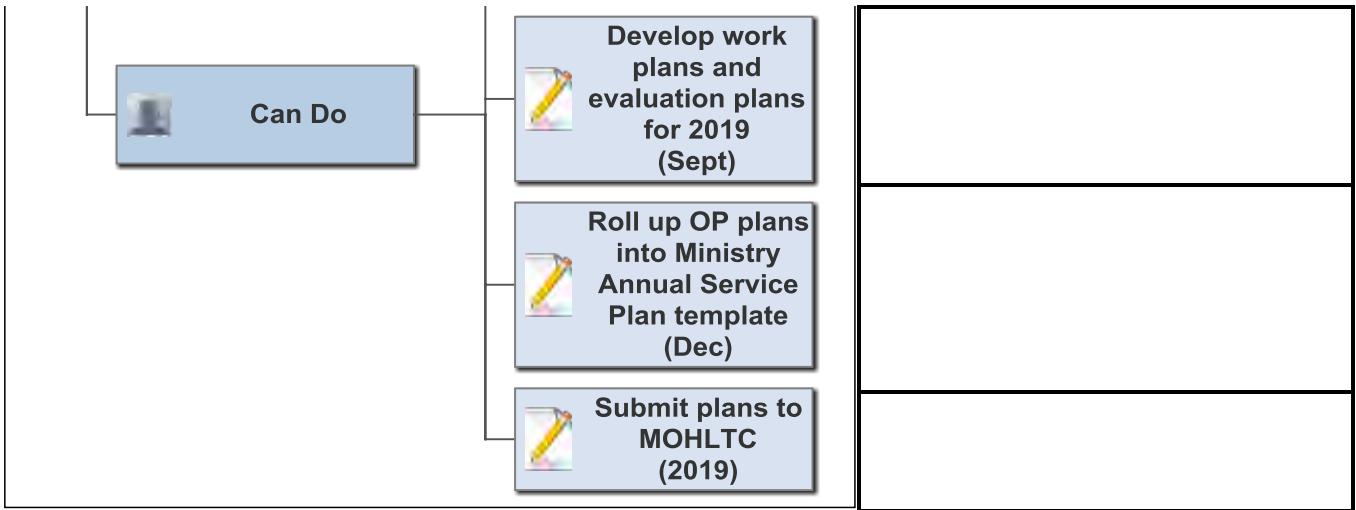 Can Do
Develop work
plans and
evaluation plans
for 2019
(Sept)
Roll up OP plans
into Ministry
Annual Service
Plan template
(Dec)
Submit plans to
MOHLTC
(2019)